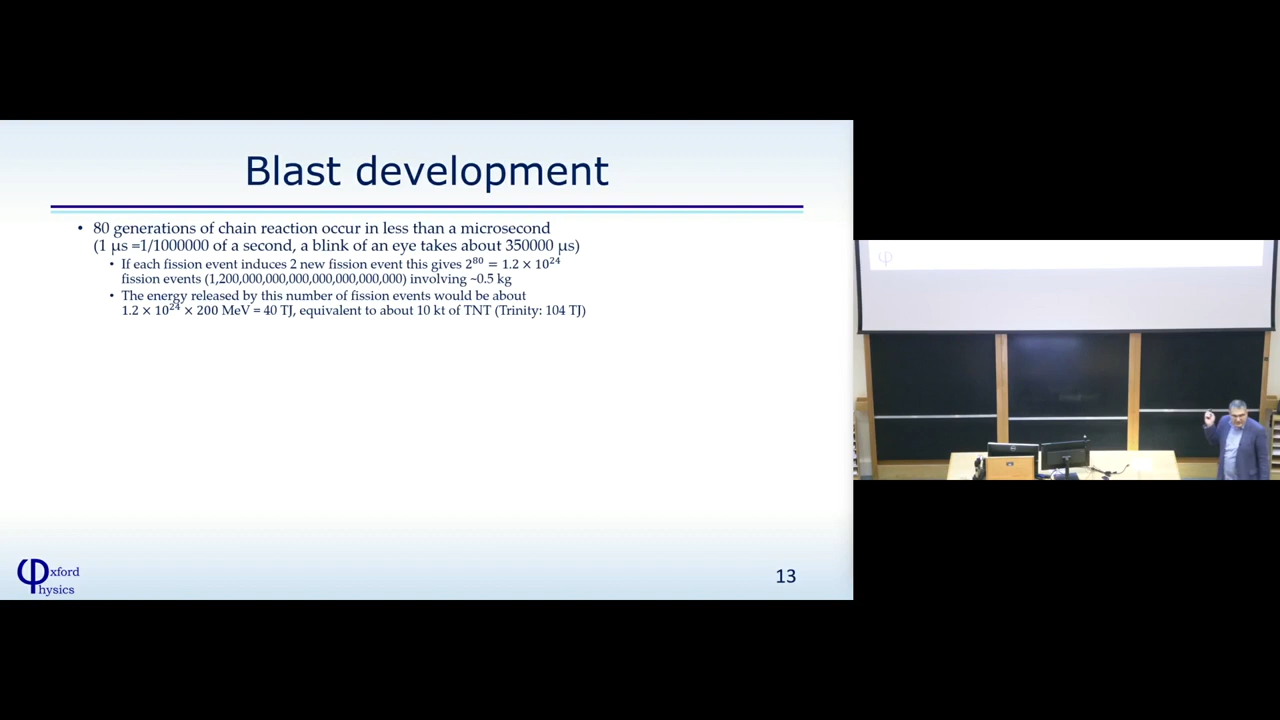 Blast development
• 80 generations of chain reaction occur in less than a microsecond
(1 μs =1/1000000 of a second, a blink of an eye takes about 350000 μs)
• If each fission event induces 2 new fission event this gives 2⁸⁰ = 1.2 × 10²⁴
fission events (1,200,000,000,000,000,000,000,000) involving ~0.5 kg
• The energy released by this number of fission events would be about
1.2 × 10²⁴ × 200 MeV = 40 TJ, equivalent to about 10 kt of TNT (Trinity: 104 TJ)
φxford
hysics
13
φ